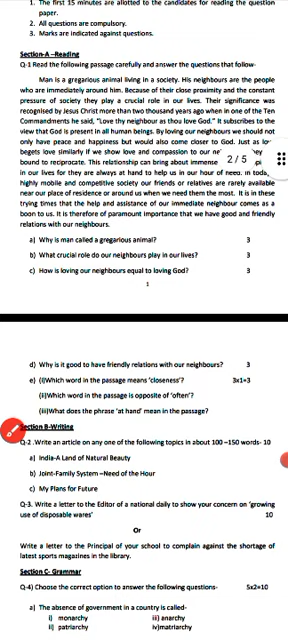 1. The first 15 minutes are allotted to the candidates for reading the question
paper.
2. All questions are compulsory.
3. Marks are indicated against questions.
Section-A –Reading
Q-1 Read the following passage carefully and answer the questions that follow-
Man is a gregarious animal living in a society. His neighbours are the people
who are immediately around him. Because of their close proximity and the constant
pressure of society they play a crucial role in our lives. Their significance was
recognised by Jesus Christ more than two thousand years ago when in one of the Ten
Commandments he said, "Love thy neighbour as thou love God." It subscribes to the
view that God is present in all human beings. By loving our neighbours we should not
only have peace and happiness but would also come closer to God. Just as
begets love similarly if we show love and compassion to our
bound to reciprocate. This relationship can bring about immense
2 / 5
in our lives for they are always at hand to help us in our hour of need. In
highly mobile and competitive society our friends or relatives are rarely available
near our place of residence or around us when we need them the most. It is in these
trying times that the help and assistance of our immediate neighbour comes as a
boon to us. It is therefore of paramount importance that we have good and friendly
relations with our neighbours.
a) Why is man called a gregarious animal? 3
b) What crucial role do our neighbours play in our lives? 3
c) How is loving our neighbours equal to loving God? 3
1
d) Why is it good to have friendly relations with our neighbours? 3
e) (i)Which word in the passage means 'closeness'? 3x1=3
(ii)Which word in the passage is opposite of 'often'?
(iii)What does the phrase 'at hand' mean in the passage?
Section B-Writing
Q-2 .Write an article on any one of the following topics in about 100 –150 words- 10
a) India-A Land of Natural Beauty
b) Joint-Family System –Need of the Hour
c) My Plans for Future
Q-3. Write a letter to the Editor of a national daily to show your concern on 'growing
use of disposable wares' 10
Or
Write a letter to the Principal of your school to complain against the shortage of
latest sports magazines in the library.
Section C- Grammar
Q-4) Choose the correct option to answer the following questions- 5x2=10
a) The absence of government in a country is called-
i) monarchy iii) anarchy
ii) patriarchy iv)matriarchy